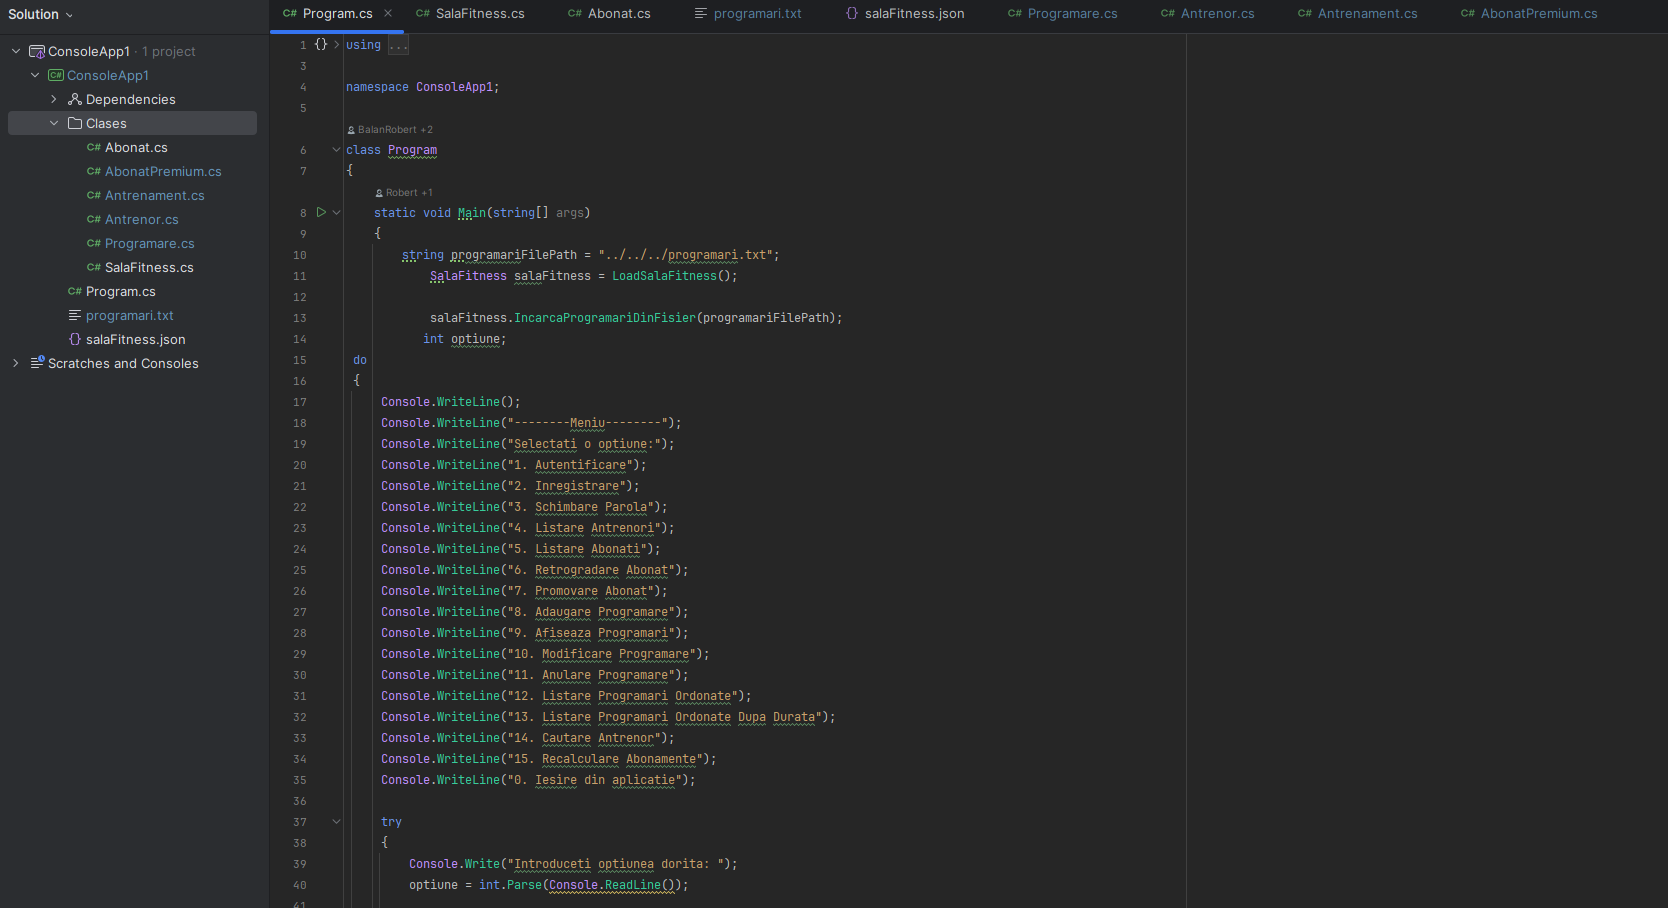 Solution
ConsoleApp1 · 1 project
C# ConsoleApp1
Dependencies
Clases
C# Abonat.cs
C# AbonatPremium.cs
C# Antrenament.cs
C# Antrenor.cs
C# Programare.cs
C# SalaFitness.cs
C# Program.cs
programari.txt
{} salaFitness.json
Scratches and Consoles
C# Program.cs × C# SalaFitness.cs C# Abonat.cs programari.txt {} salaFitness.json C# Programare.cs C# Antrenor.cs C# Antrenament.cs C# AbonatPremium.cs
1 {} using ...
3
4 namespace ConsoleApp1;
5
BalanRobert +2
6 class Program
7 {
Robert +1
8 static void Main(string[] args)
9 {
10 string programariFilePath = "../../../programari.txt";
11 SalaFitness salaFitness = LoadSalaFitness();
12
13 salaFitness.IncarcaProgramariDinFisier(programariFilePath);
14 int optiune;
15 do
16 {
17 Console.WriteLine();
18 Console.WriteLine("--------Meniu--------");
19 Console.WriteLine("Selectati o optiune:");
20 Console.WriteLine("1. Autentificare");
21 Console.WriteLine("2. Inregistrare");
22 Console.WriteLine("3. Schimbare Parola");
23 Console.WriteLine("4. Listare Antrenori");
24 Console.WriteLine("5. Listare Abonati");
25 Console.WriteLine("6. Retrogradare Abonat");
26 Console.WriteLine("7. Promovare Abonat");
27 Console.WriteLine("8. Adaugare Programare");
28 Console.WriteLine("9. Afiseaza Programari");
29 Console.WriteLine("10. Modificare Programare");
30 Console.WriteLine("11. Anulare Programare");
31 Console.WriteLine("12. Listare Programari Ordonate");
32 Console.WriteLine("13. Listare Programari Ordonate Dupa Durata");
33 Console.WriteLine("14. Cautare Antrenor");
34 Console.WriteLine("15. Recalculare Abonamente");
35 Console.WriteLine("0. Iesire din aplicatie");
36
37 try
38 {
39 Console.Write("Introduceti optiunea dorita: ");
40 optiune = int.Parse(Console.ReadLine());
41